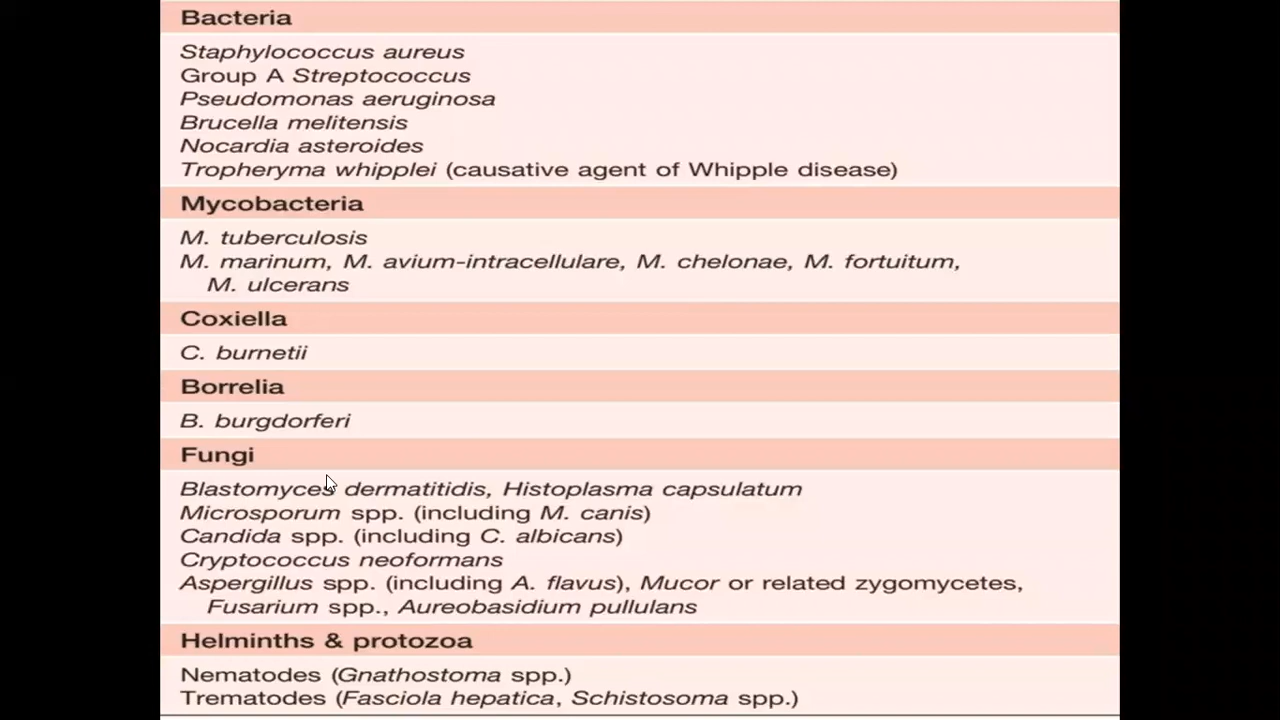 Bacteria
Staphylococcus aureus
Group A Streptococcus
Pseudomonas aeruginosa
Brucella melitensis
Nocardia asteroides
Tropheryma whipplei (causative agent of Whipple disease)
Mycobacteria
M. tuberculosis
M. marinum, M. avium-intracellulare, M. chelonae, M. fortuitum,
M. ulcerans
Coxiella
C. burnetii
Borrelia
B. burgdorferi
Fungi
Blastomyces dermatitidis, Histoplasma capsulatum
Microsporum spp. (including M. canis)
Candida spp. (including C. albicans)
Cryptococcus neoformans
Aspergillus spp. (including A. flavus), Mucor or related zygomycetes,
Fusarium spp., Aureobasidium pullulans
Helminths & protozoa
Nematodes (Gnathostoma spp.)
Trematodes (Fasciola hepatica, Schistosoma spp.)